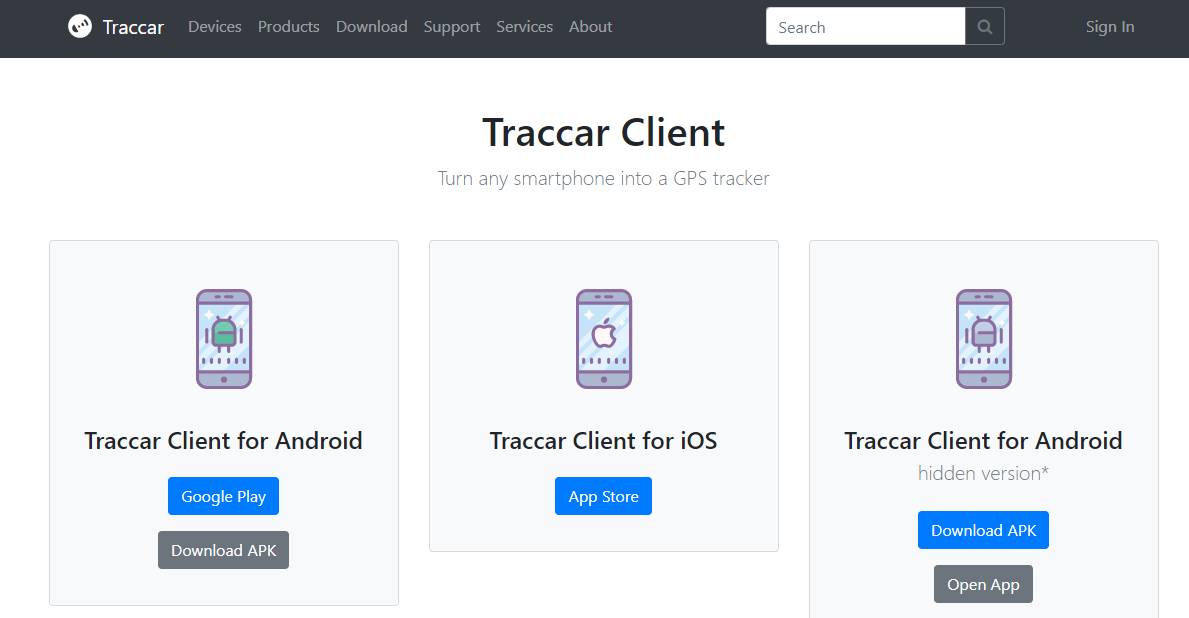 Traccar Devices Products Download Support Services About Search Sign In
Traccar Client
Turn any smartphone into a GPS tracker
Traccar Client for Android
Google Play
Download APK
Traccar Client for iOS
App Store
Traccar Client for Android
hidden version*
Download APK
Open App